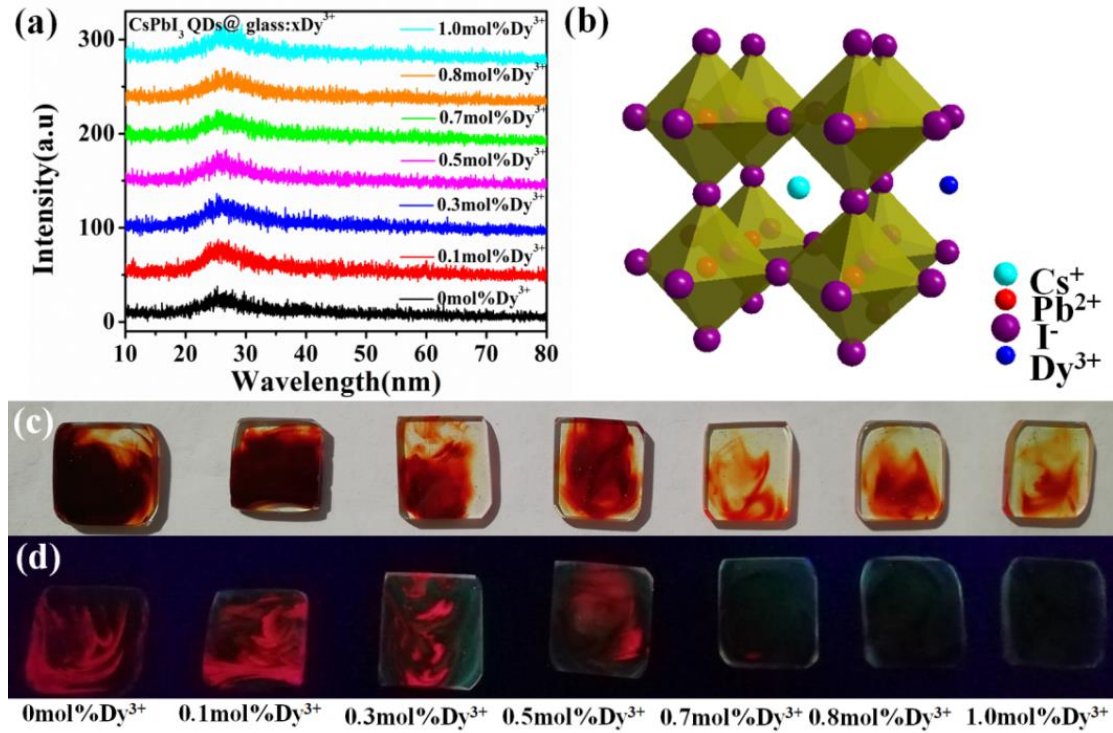 (a)
CsPbI3 QDs@ glass:xDy3+
1.0mol%Dy3+
0.8mol%Dy3+
0.7mol%Dy3+
0.5mol%Dy3+
0.3mol%Dy3+
0.1mol%Dy3+
0mol%Dy3+
Intensity(a.u)
300
200
100
0
10 20 30 40 50 60 70 80
Wavelength(nm)
(b)
Cs+
Pb2+
I-
Dy3+
(c)
(d)
0mol%Dy3+ 0.1mol%Dy3+ 0.3mol%Dy3+ 0.5mol%Dy3+ 0.7mol%Dy3+ 0.8mol%Dy3+ 1.0mol%Dy3+